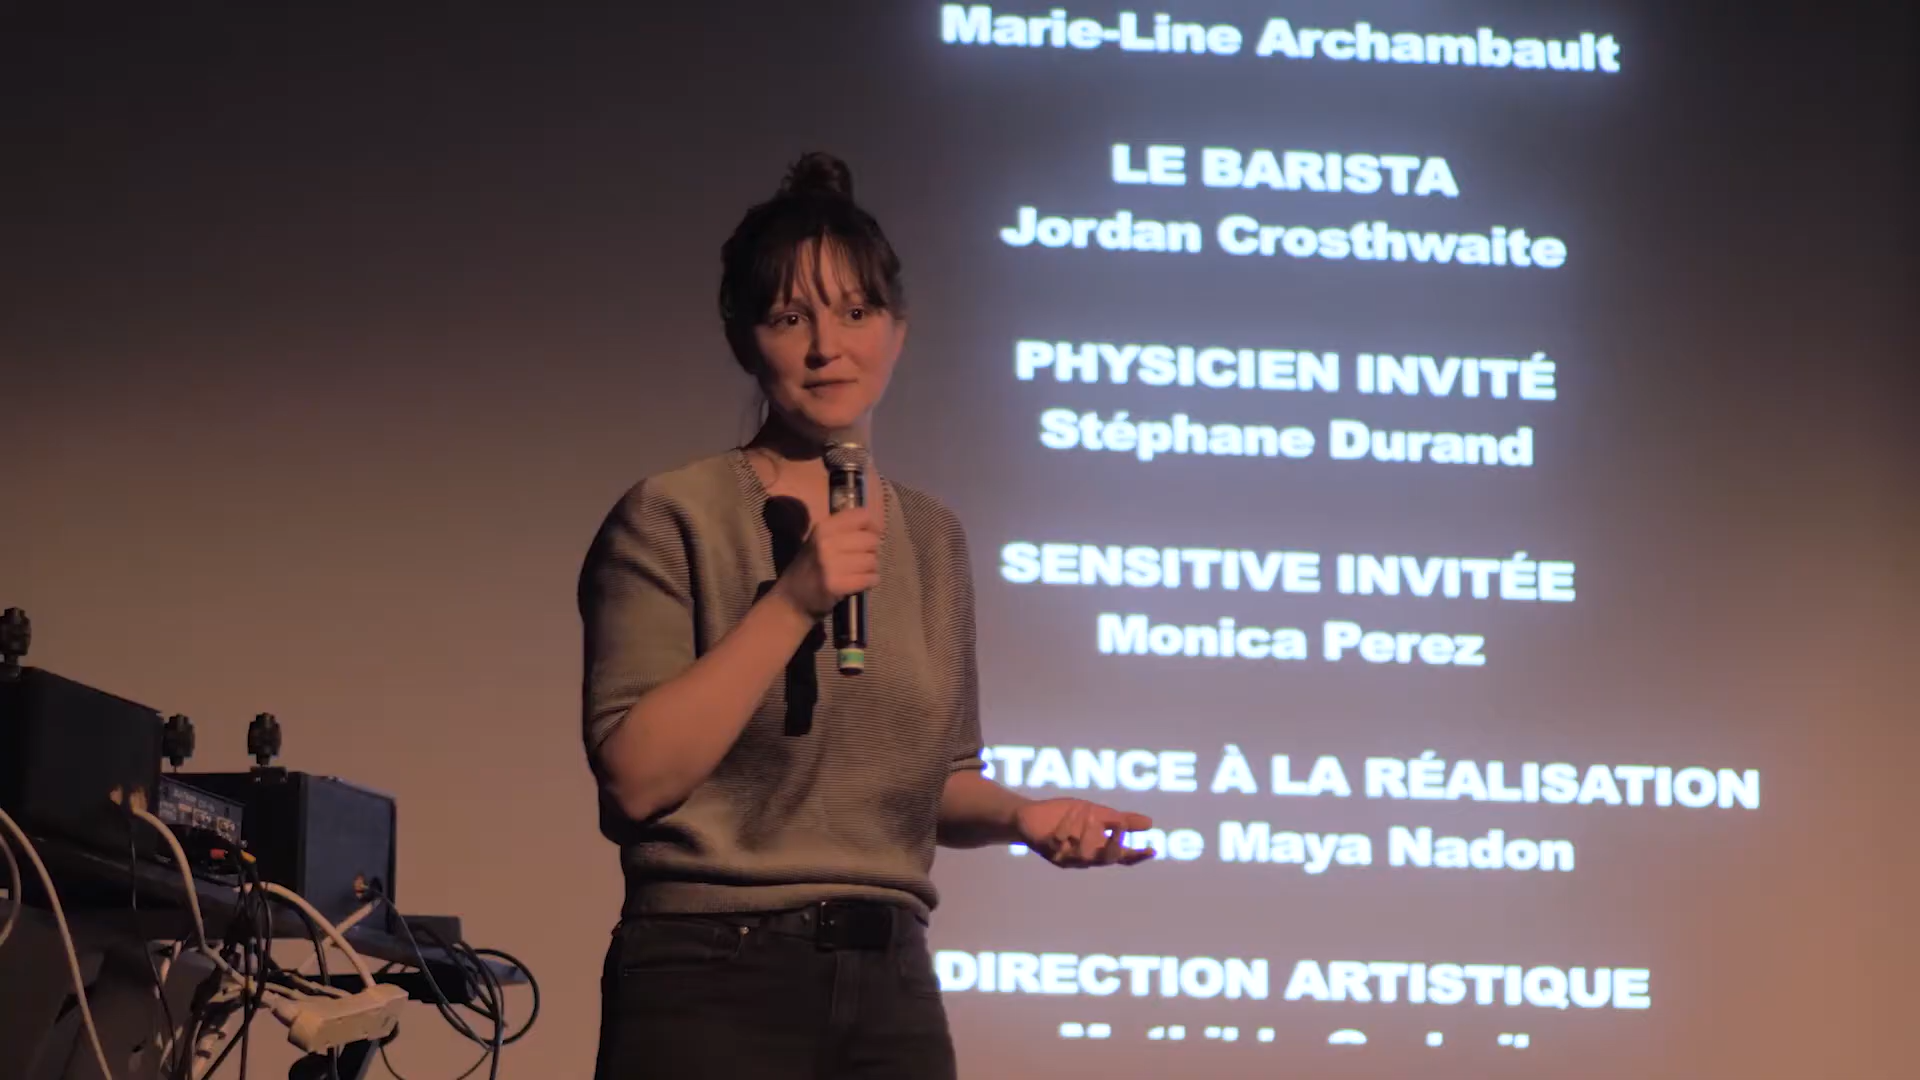 Marie-Line Archambault
LE BARISTA
Jordan Crosthwaite
PHYSICIEN INVITÉ
Stéphane Durand
SENSITIVE INVITÉE
Monica Perez
STANCE À LA RÉALISATION
Maya Nadon
DIRECTION ARTISTIQUE